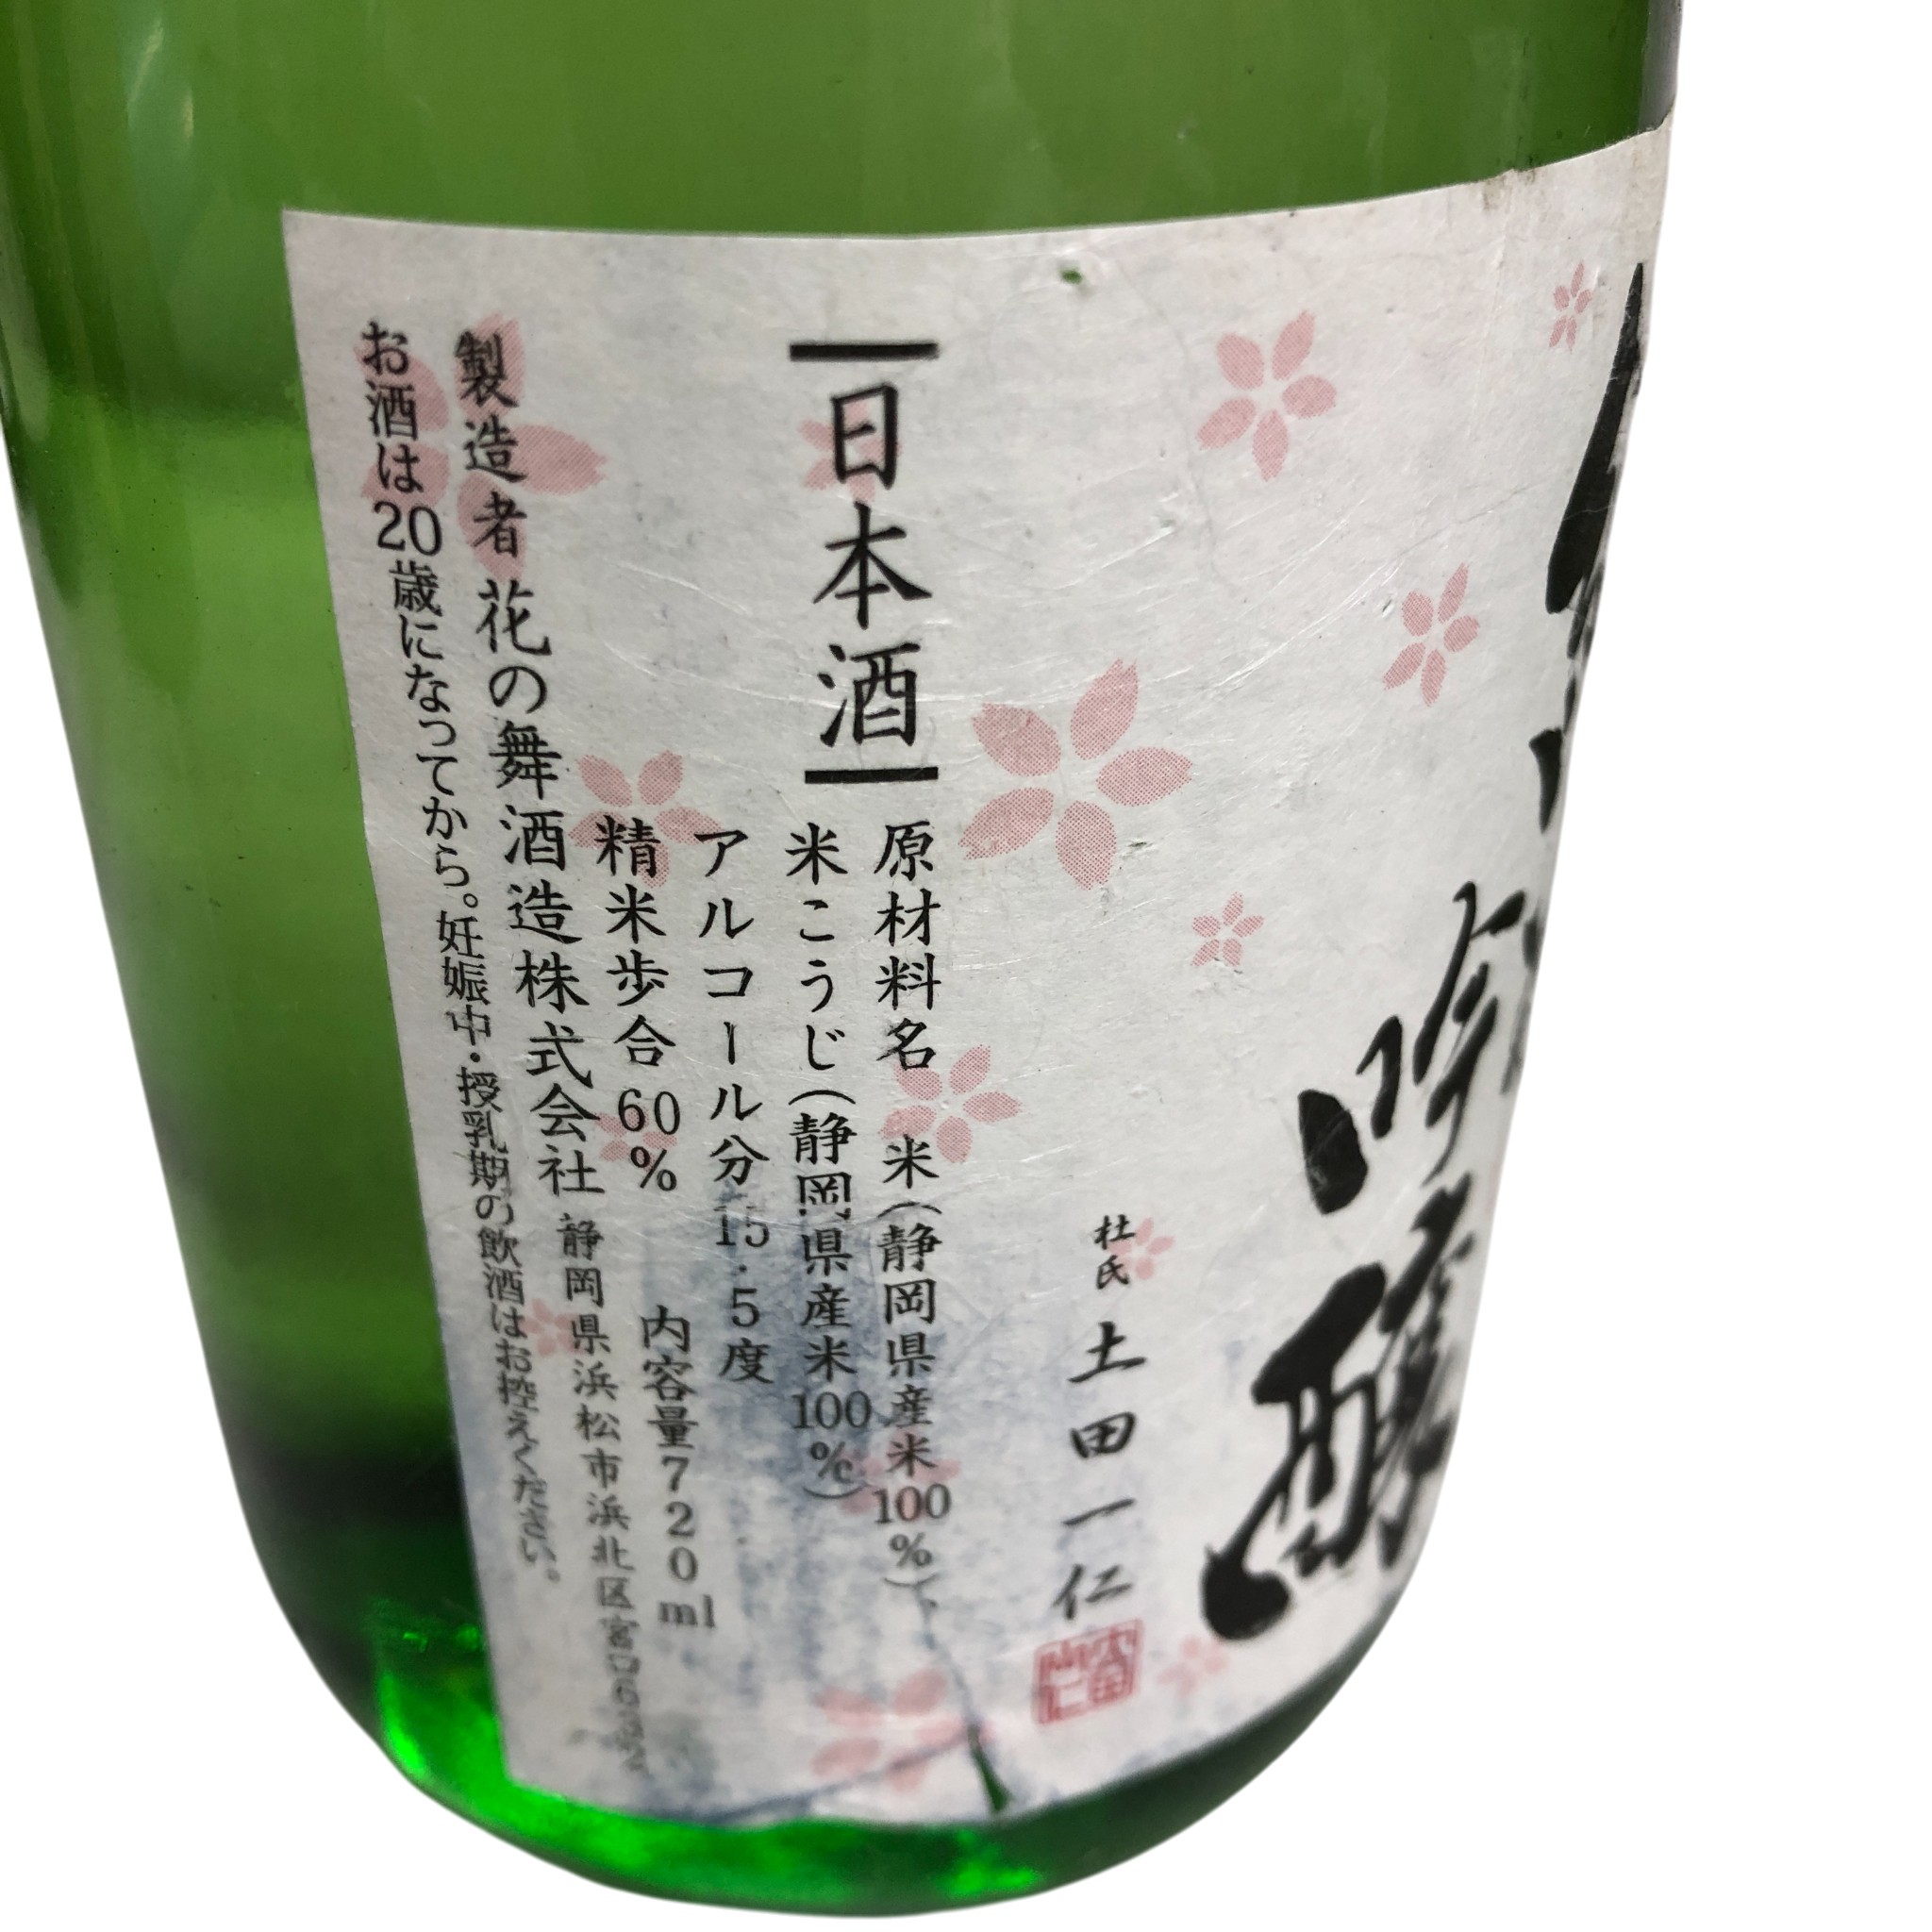 吟醸
杜氏 土田一仁
日本酒
原材料名 米(静岡県産米100%)、
米こうじ(静岡県産米100%)
アルコール分 15.5度
精米歩合 60% 内容量720ml
製造者 花の舞酒造株式会社 静岡県浜松市浜北区宮口632
お酒は20歳になってから。妊娠中・授乳期の飲酒はお控えください。